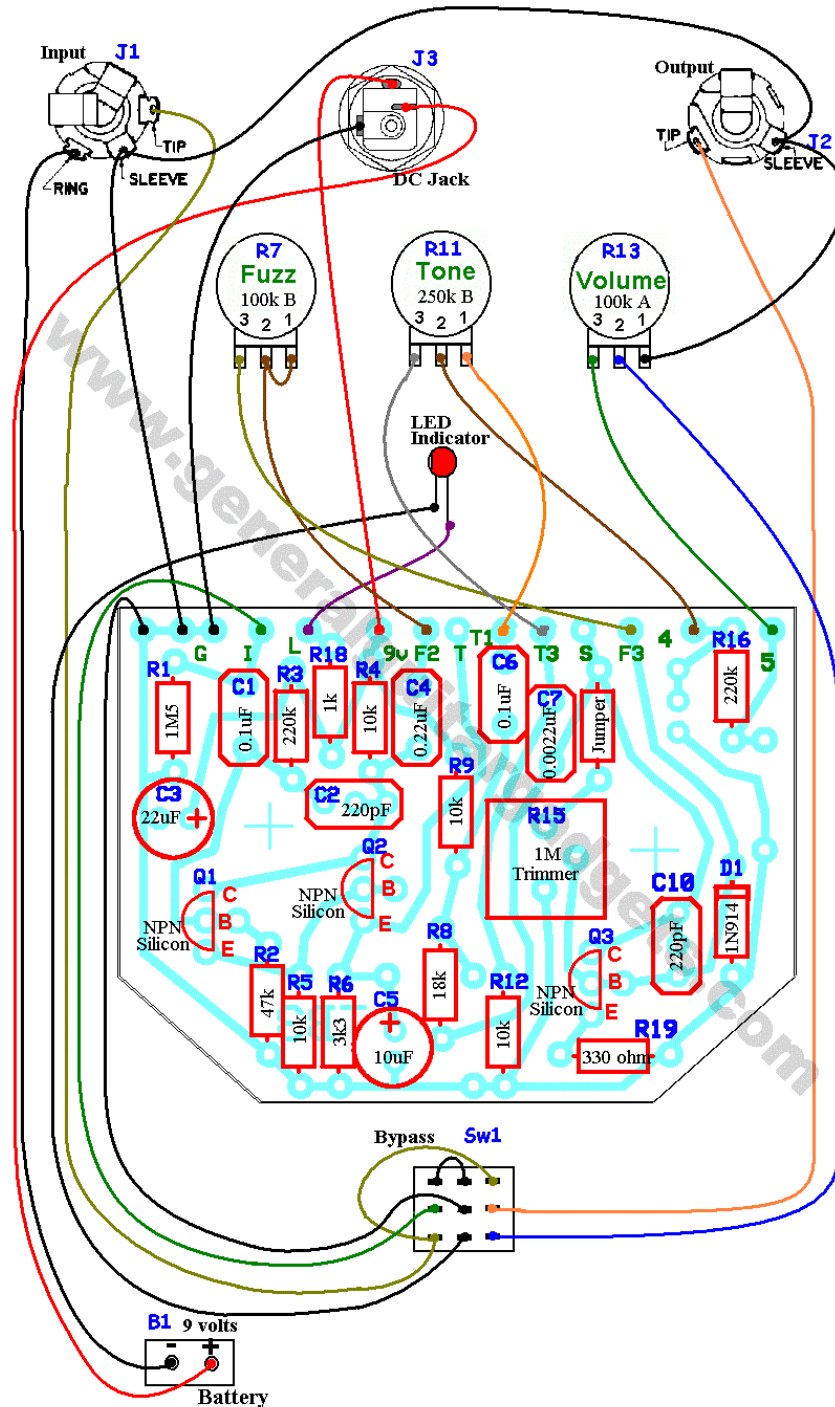 Input J1
J3
Output
TIP
SLEEVE
RING
DC Jack
TIP
J2
SLEEVE
R7
Fuzz
100k B
3 2 1
R11
Tone
250k B
3 2 1
R13
Volume
100k A
3 2 1
LED
Indicator
www.generalguitargadgets.com
G I L 9v F2 T T1 T3 S F3 4 5
R1
1M5
C1
0.1uF
R3
220k
R18
1k
R4
10k
C4
0.22uF
C6
0.1uF
C7
0.0022uF
Jumper
R16
220k
C3
22uF
C2
220pF
R9
10k
R15
1M
Trimmer
Q1
NPN
Silicon
C
B
E
Q2
NPN
Silicon
C
B
E
C10
220pF
D1
1N914
R2
47k
R5
10k
R6
3k3
C5
10uF
R8
18k
R12
10k
Q3
NPN
Silicon
C
B
E
R19
330 ohm
Bypass
Sw1
B1 9 volts
- +
Battery